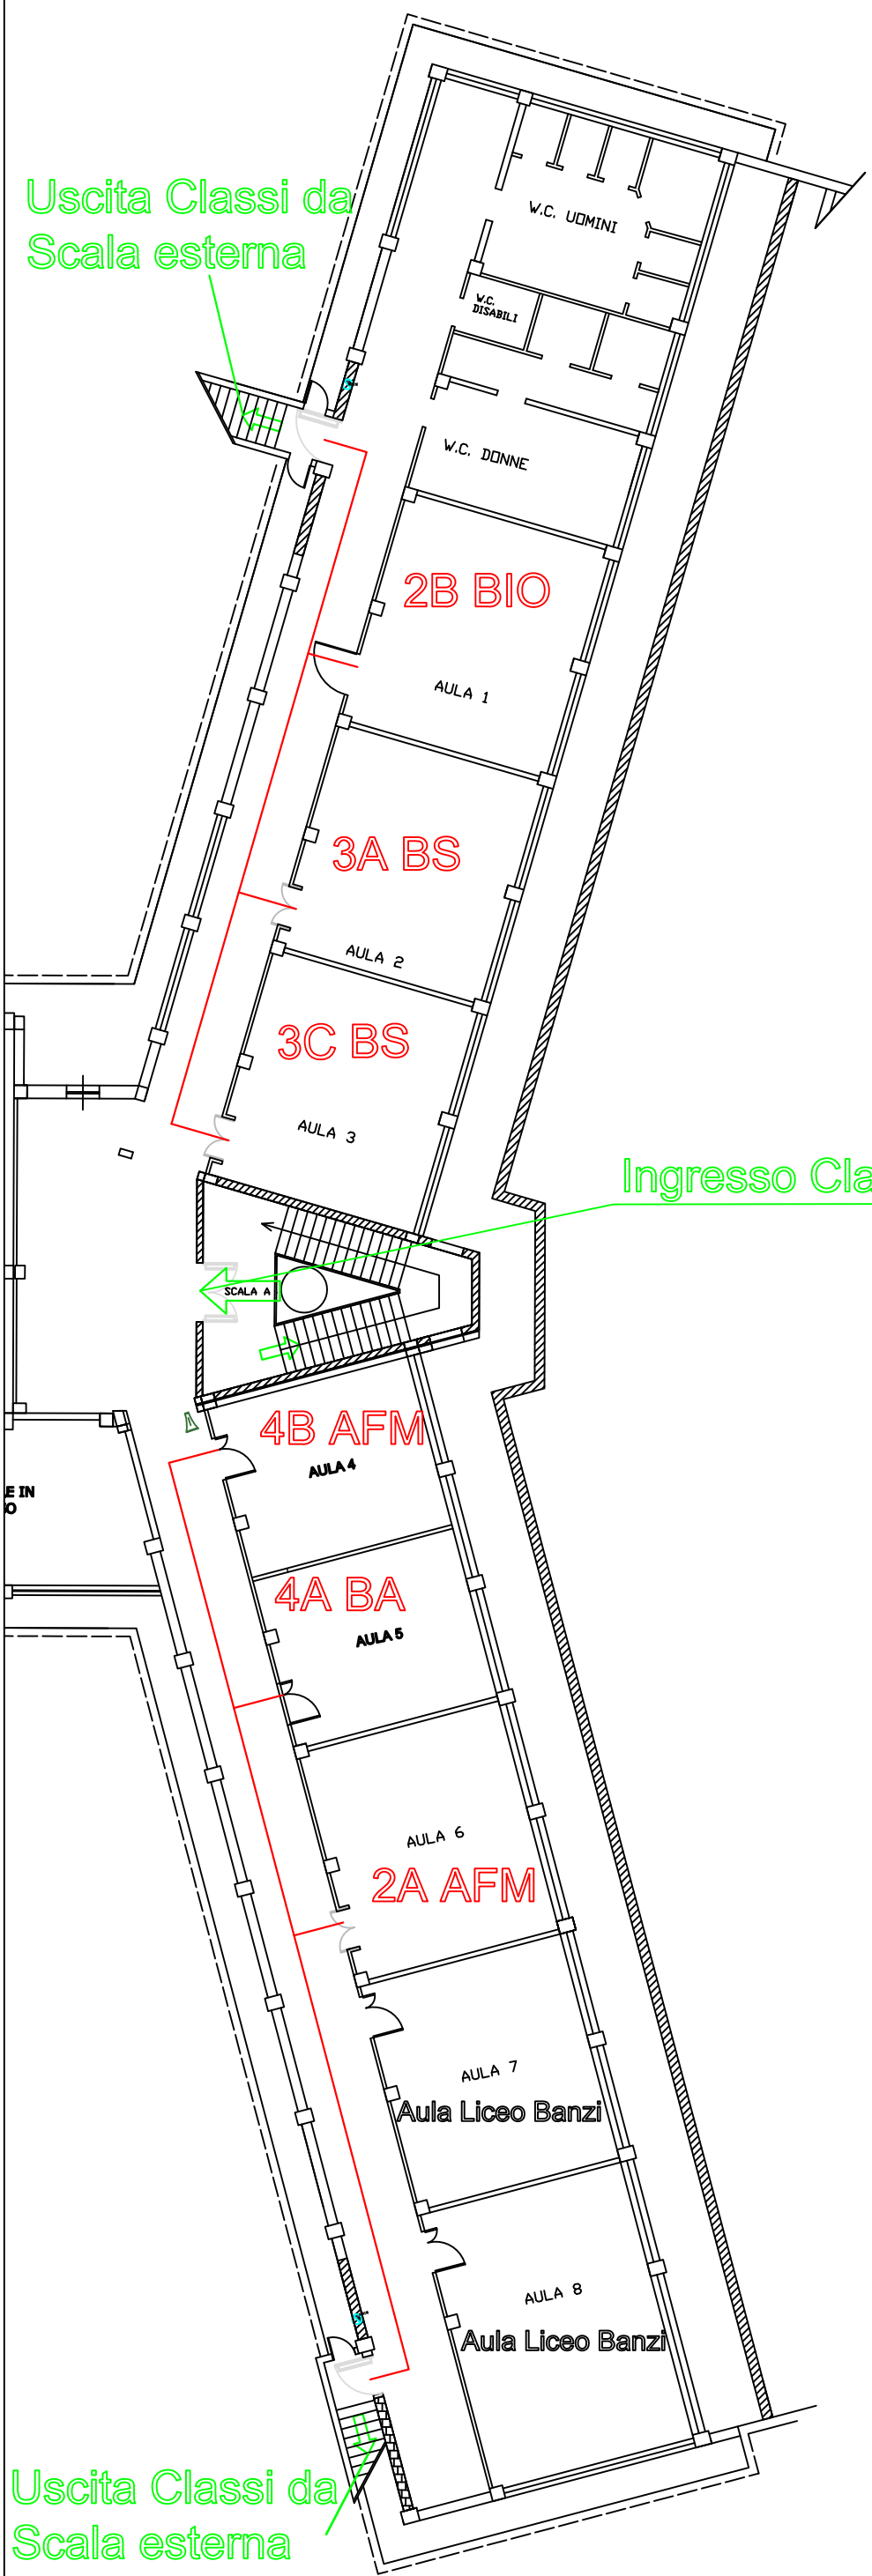 Uscita Classi da
Scala esterna
W.C. UOMINI
W.C.
DISABILI
W.C. DONNE
2B BIO
AULA 1
3A BS
AULA 2
3C BS
AULA 3
Ingresso Cla
SCALA A
4B AFM
AULA 4
E IN
O
4A BA
AULA 5
AULA 6
2A AFM
AULA 7
Aula Liceo Banzi
AULA 8
Aula Liceo Banzi
Uscita Classi da
Scala esterna